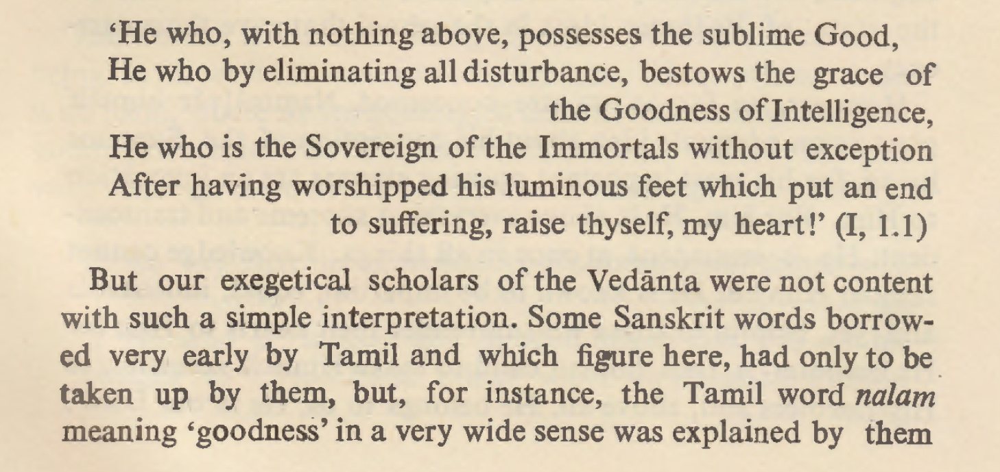 ‘He who, with nothing above, possesses the sublime Good,
He who by eliminating all disturbance, bestows the grace of
the Goodness of Intelligence,
He who is the Sovereign of the Immortals without exception
After having worshipped his luminous feet which put an end
to suffering, raise thyself, my heart!’ (I, 1.1)
But our exegetical scholars of the Vedānta were not content
with such a simple interpretation. Some Sanskrit words borrow-
ed very early by Tamil and which figure here, had only to be
taken up by them, but, for instance, the Tamil word nalam
meaning ‘goodness’ in a very wide sense was explained by them